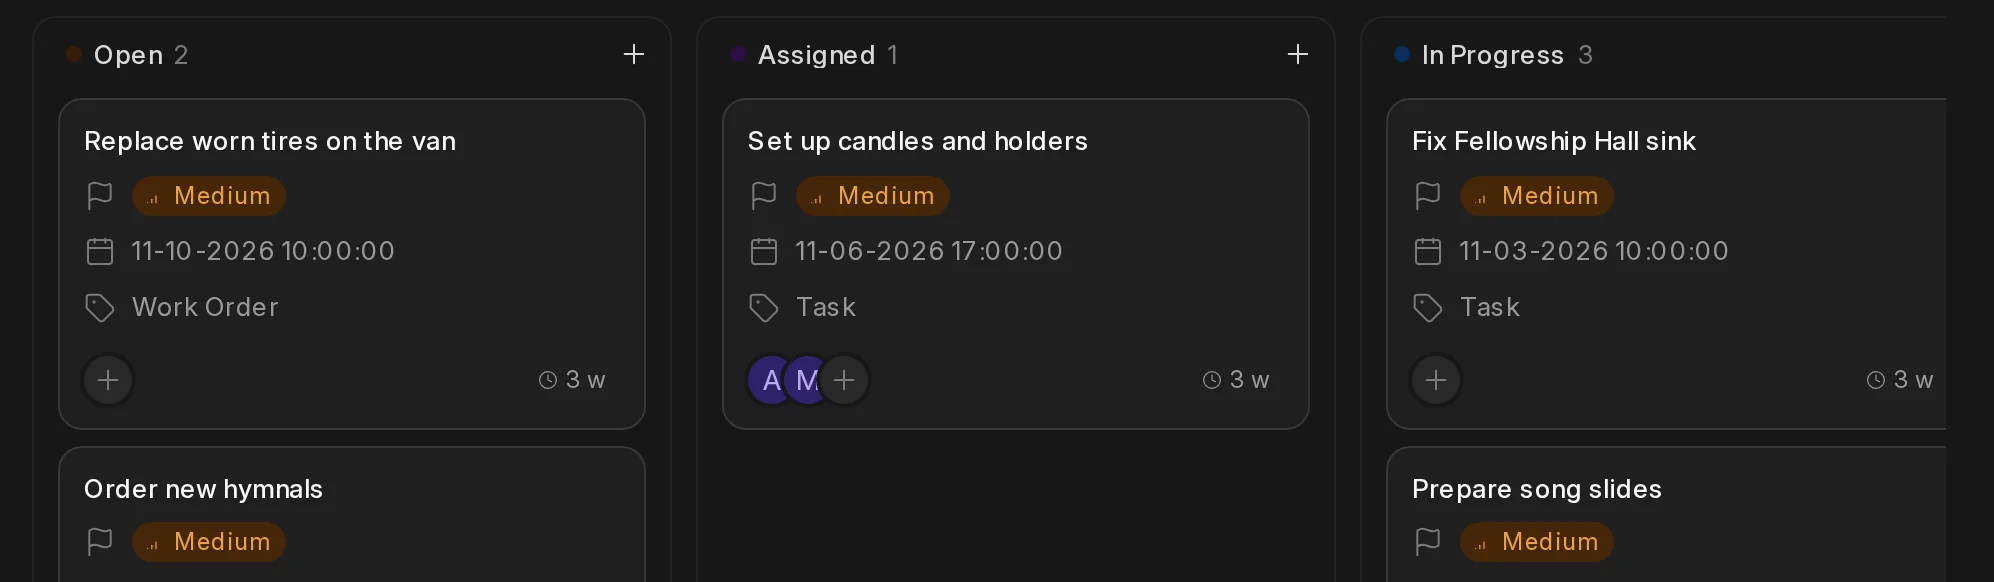 Open 2
Replace worn tires on the van
Medium
11-10-2026 10:00:00
Work Order
3 w
Order new hymnals
Medium
Assigned 1
Set up candles and holders
Medium
11-06-2026 17:00:00
Task
A M
3 w
In Progress 3
Fix Fellowship Hall sink
Medium
11-03-2026 10:00:00
Task
3 w
Prepare song slides
Medium